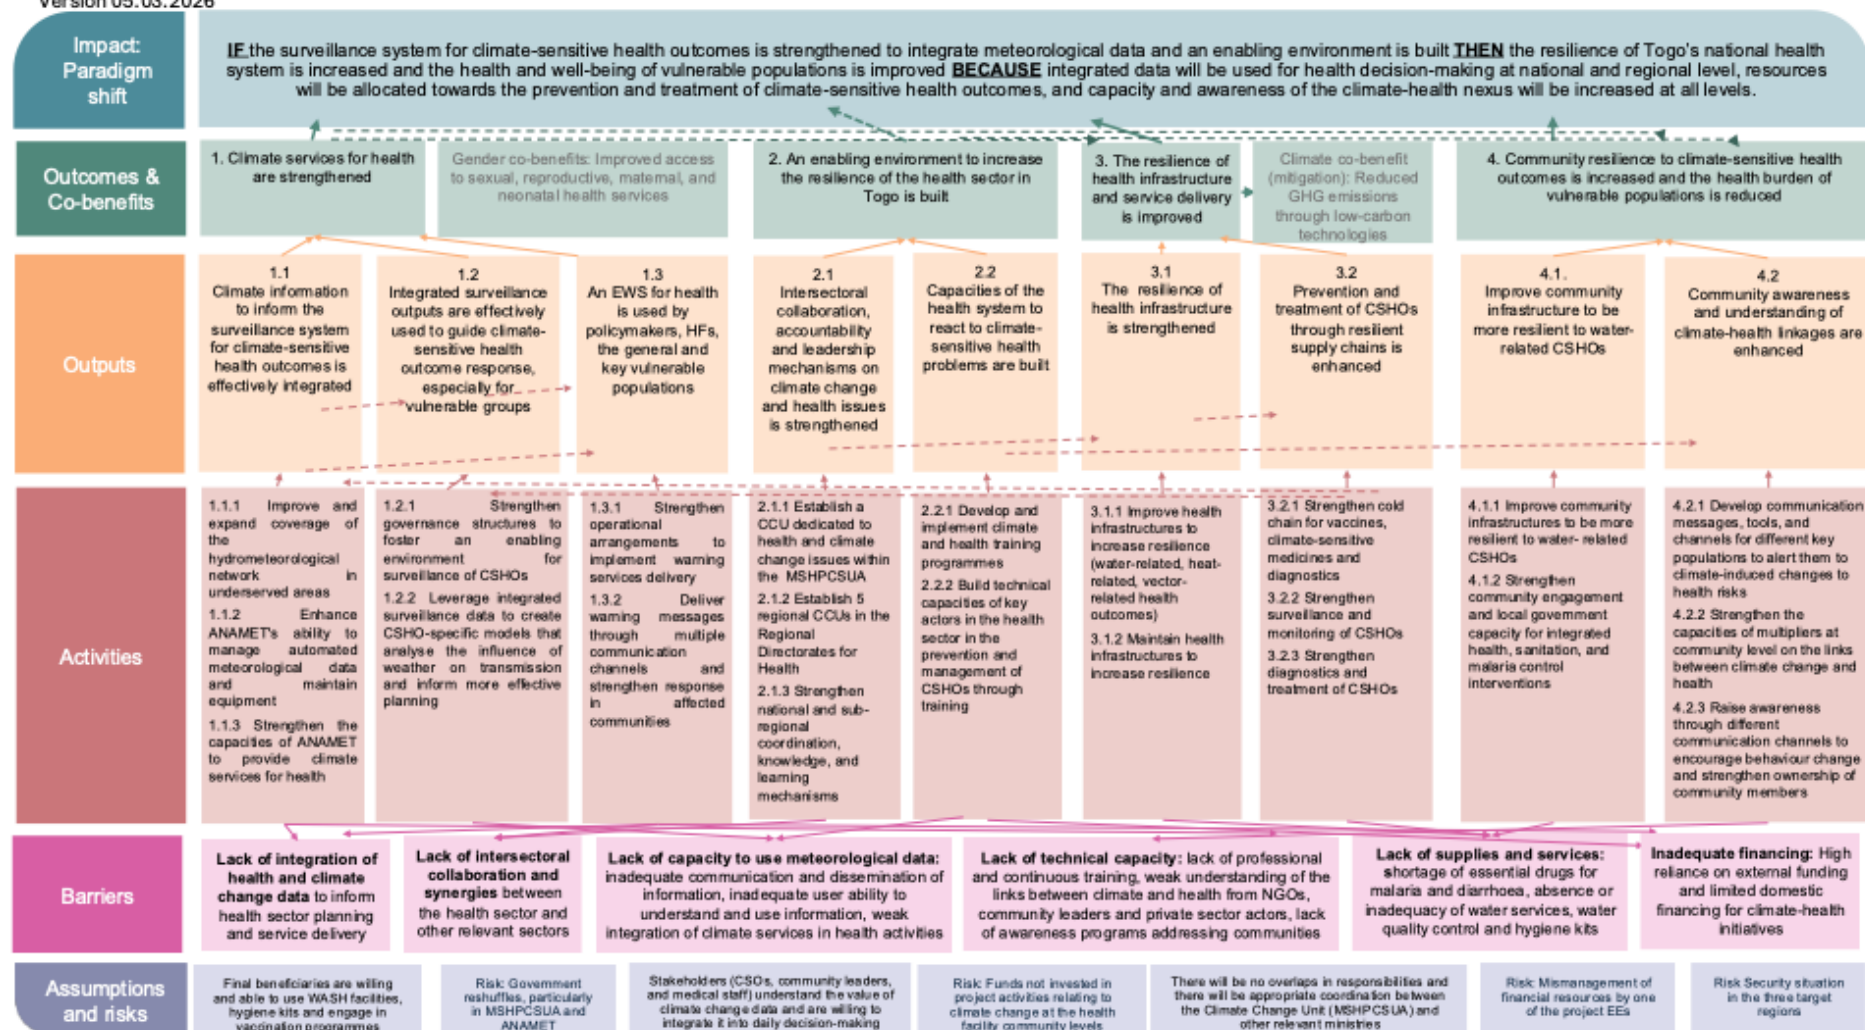 Version 05.03.2026
Impact:
Paradigm
shift
IF the surveillance system for climate-sensitive health outcomes is strengthened to integrate meteorological data and an enabling environment is built THEN the resilience of Togo's national health
system is increased and the health and well-being of vulnerable populations is improved BECAUSE integrated data will be used for health decision-making at national and regional level, resources
will be allocated towards the prevention and treatment of climate-sensitive health outcomes, and capacity and awareness of the climate-health nexus will be increased at all levels.
Outcomes &
Co-benefits
1. Climate services for health
are strengthened
Gender co-benefits: Improved access
to sexual, reproductive, maternal, and
neonatal health services
2. An enabling environment to increase
the resilience of the health sector in
Togo is built
3. The resilience of
health infrastructure
and service delivery
is improved
Climate co-benefit
(mitigation): Reduced
GHG emissions
through low-carbon
technologies
4. Community resilience to climate-sensitive health
outcomes is increased and the health burden of
vulnerable populations is reduced
Outputs
1.1
Climate information
to inform the
surveillance system
for climate-sensitive
health outcomes is
effectively integrated
1.2
Integrated surveillance
outputs are effectively
used to guide climate-
sensitive health
outcome response,
especially for
vulnerable groups
1.3
An EWS for health
is used by
policymakers, HFs,
the general and
key vulnerable
populations
2.1
Intersectoral
collaboration,
accountability
and leadership
mechanisms on
climate change
and health issues
is strengthened
2.2
Capacities of the
health system to
react to climate-
sensitive health
problems are built
3.1
The resilience of
health infrastructure
is strengthened
3.2
Prevention and
treatment of CSHOs
through resilient
supply chains is
enhanced
4.1.
Improve community
infrastructure to be
more resilient to water-
related CSHOs
4.2
Community awareness
and understanding of
climate-health linkages are
enhanced
Activities
1.1.1 Improve and
expand coverage of
the
hydrometeorological
network in
underserved areas
1.1.2 Enhance
ANAMET's ability to
manage automated
meteorological data
and maintain
equipment
1.1.3 Strengthen the
capacities of ANAMET
to provide climate
services for health
1.2.1 Strengthen
governance structures to
foster an enabling
environment for
surveillance of CSHOs
1.2.2 Leverage integrated
surveillance data to create
CSHO-specific models that
analyse the influence of
weather on transmission
and inform more effective
planning
1.3.1 Strengthen
operational
arrangements to
implement warning
services delivery
1.3.2 Deliver
warning messages
through multiple
communication
channels and
strengthen response
in affected
communities
2.1.1 Establish a
CCU dedicated to
health and climate
change issues within
the MSHPCSUA
2.1.2 Establish 5
regional CCUs in the
Regional
Directorates for
Health
2.1.3 Strengthen
national and sub-
regional
coordination,
knowledge, and
learning
mechanisms
2.2.1 Develop and
implement climate
and health training
programmes
2.2.2 Build technical
capacities of key
actors in the health
sector in the
prevention and
management of
CSHOs through
training
3.1.1 Improve health
infrastructures to
increase resilience
(water-related, heat-
related, vector-
related health
outcomes)
3.1.2 Maintain health
infrastructures to
increase resilience
3.2.1 Strengthen cold
chain for vaccines,
climate-sensitive
medicines and
diagnostics
3.2.2 Strengthen
surveillance and
monitoring of CSHOs
3.2.3 Strengthen
diagnostics and
treatment of CSHOs
4.1.1 Improve community
infrastructures to be more
resilient to water- related
CSHOs
4.1.2 Strengthen
community engagement
and local government
capacity for integrated
health, sanitation, and
malaria control
interventions
4.2.1 Develop communication
messages, tools, and
channels for different key
populations to alert them to
climate-induced changes to
health risks
4.2.2 Strengthen the
capacities of multipliers at
community level on the links
between climate change and
health
4.2.3 Raise awareness
through different
communication channels to
encourage behaviour change
and strengthen ownership of
community members
Barriers
Lack of integration of
health and climate
change data to inform
health sector planning
and service delivery
Lack of intersectoral
collaboration and
synergies between
the health sector and
other relevant sectors
Lack of capacity to use meteorological data:
inadequate communication and dissemination of
information, inadequate user ability to
understand and use information, weak
integration of climate services in health activities
Lack of technical capacity: lack of professional
and continuous training, weak understanding of the
links between climate and health from NGOs,
community leaders and private sector actors, lack
of awareness programs addressing communities
Lack of supplies and services:
shortage of essential drugs for
malaria and diarrhoea, absence or
inadequacy of water services, water
quality control and hygiene kits
Inadequate financing: High
reliance on external funding
and limited domestic
financing for climate-health
initiatives
Assumptions
and risks
Final beneficiaries are willing
and able to use WASH facilities,
hygiene kits and engage in
vaccination programmes
Risk: Government
reshuffles, particularly
in MSHPCSUA and
ANAMET
Stakeholders (CSOs, community leaders,
and medical staff) understand the value of
climate change data and are willing to
integrate it into daily decision-making
Risk: Funds not invested in
project activities relating to
climate change at the health
facility community levels
There will be no overlaps in responsibilities and
there will be appropriate coordination between
the Climate Change Unit (MSHPCSUA) and
other relevant ministries
Risk: Mismanagement of
financial resources by one
of the project EEs
Risk Security situation
in the three target
regions